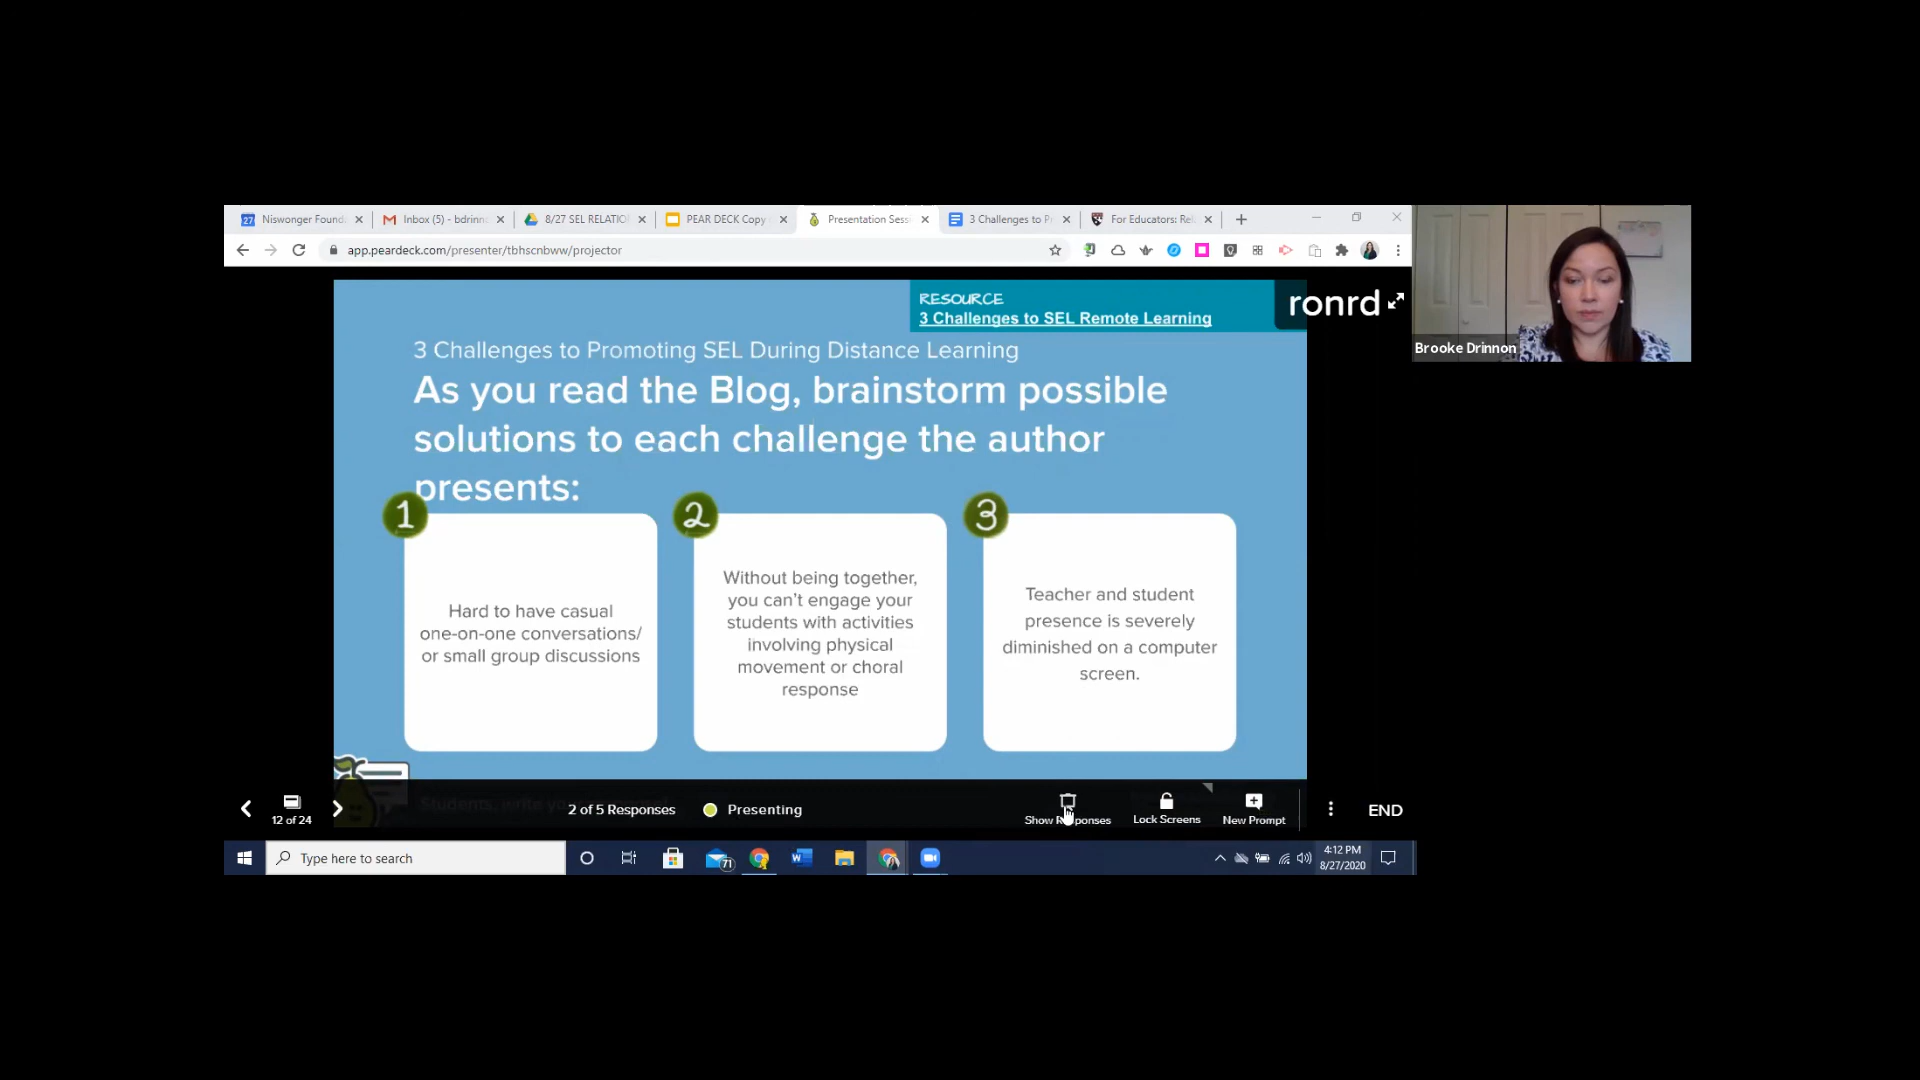 Niswonger Found
Inbox (5) - bdrinn
8/27 SEL RELATIO
PEAR DECK Copy
Presentation Sess
3 Challenges to P
For Educators: Rel
app.peardeck.com/presenter/tbhscnbww/projector
RESOURCE
3 Challenges to SEL Remote Learning
ronrd
Brooke Drinnon
3 Challenges to Promoting SEL During Distance Learning
As you read the Blog, brainstorm possible
solutions to each challenge the author
presents:
1
Hard to have casual
one-on-one conversations/
or small group discussions
2
Without being together,
you can't engage your
students with activities
involving physical
movement or choral
response
3
Teacher and student
presence is severely
diminished on a computer
screen.
Students, write
12 of 24
2 of 5 Responses
Presenting
Show Responses
Lock Screens
New Prompt
END
Type here to search
71
4:12 PM
8/27/2020